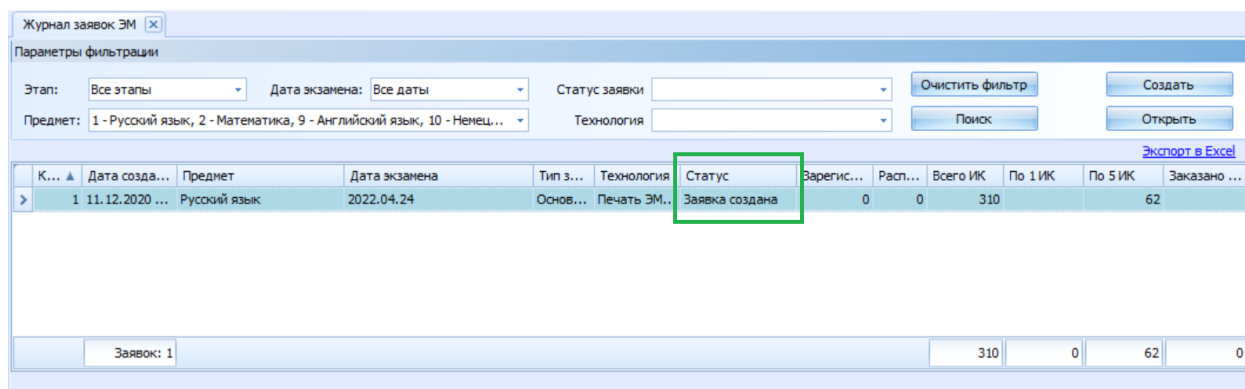 Журнал заявок ЭМ
Параметры фильтрации
Этап: Все этапы Дата экзамена: Все даты Статус заявки Очистить фильтр Создать
Предмет: 1 - Русский язык, 2 - Математика, 9 - Английский язык, 10 - Немец... Технология Поиск Открыть
Экспорт в Excel
К... Дата созда... Предмет Дата экзамена Тип з... Технология Статус Зарегис... Расп... Всего ИК По 1 ИК По 5 ИК Заказано ...
1 11.12.2020 ... Русский язык 2022.04.24 Основ... Печать ЭМ... Заявка создана 0 0 310 62
Заявок: 1 310 0 62 0